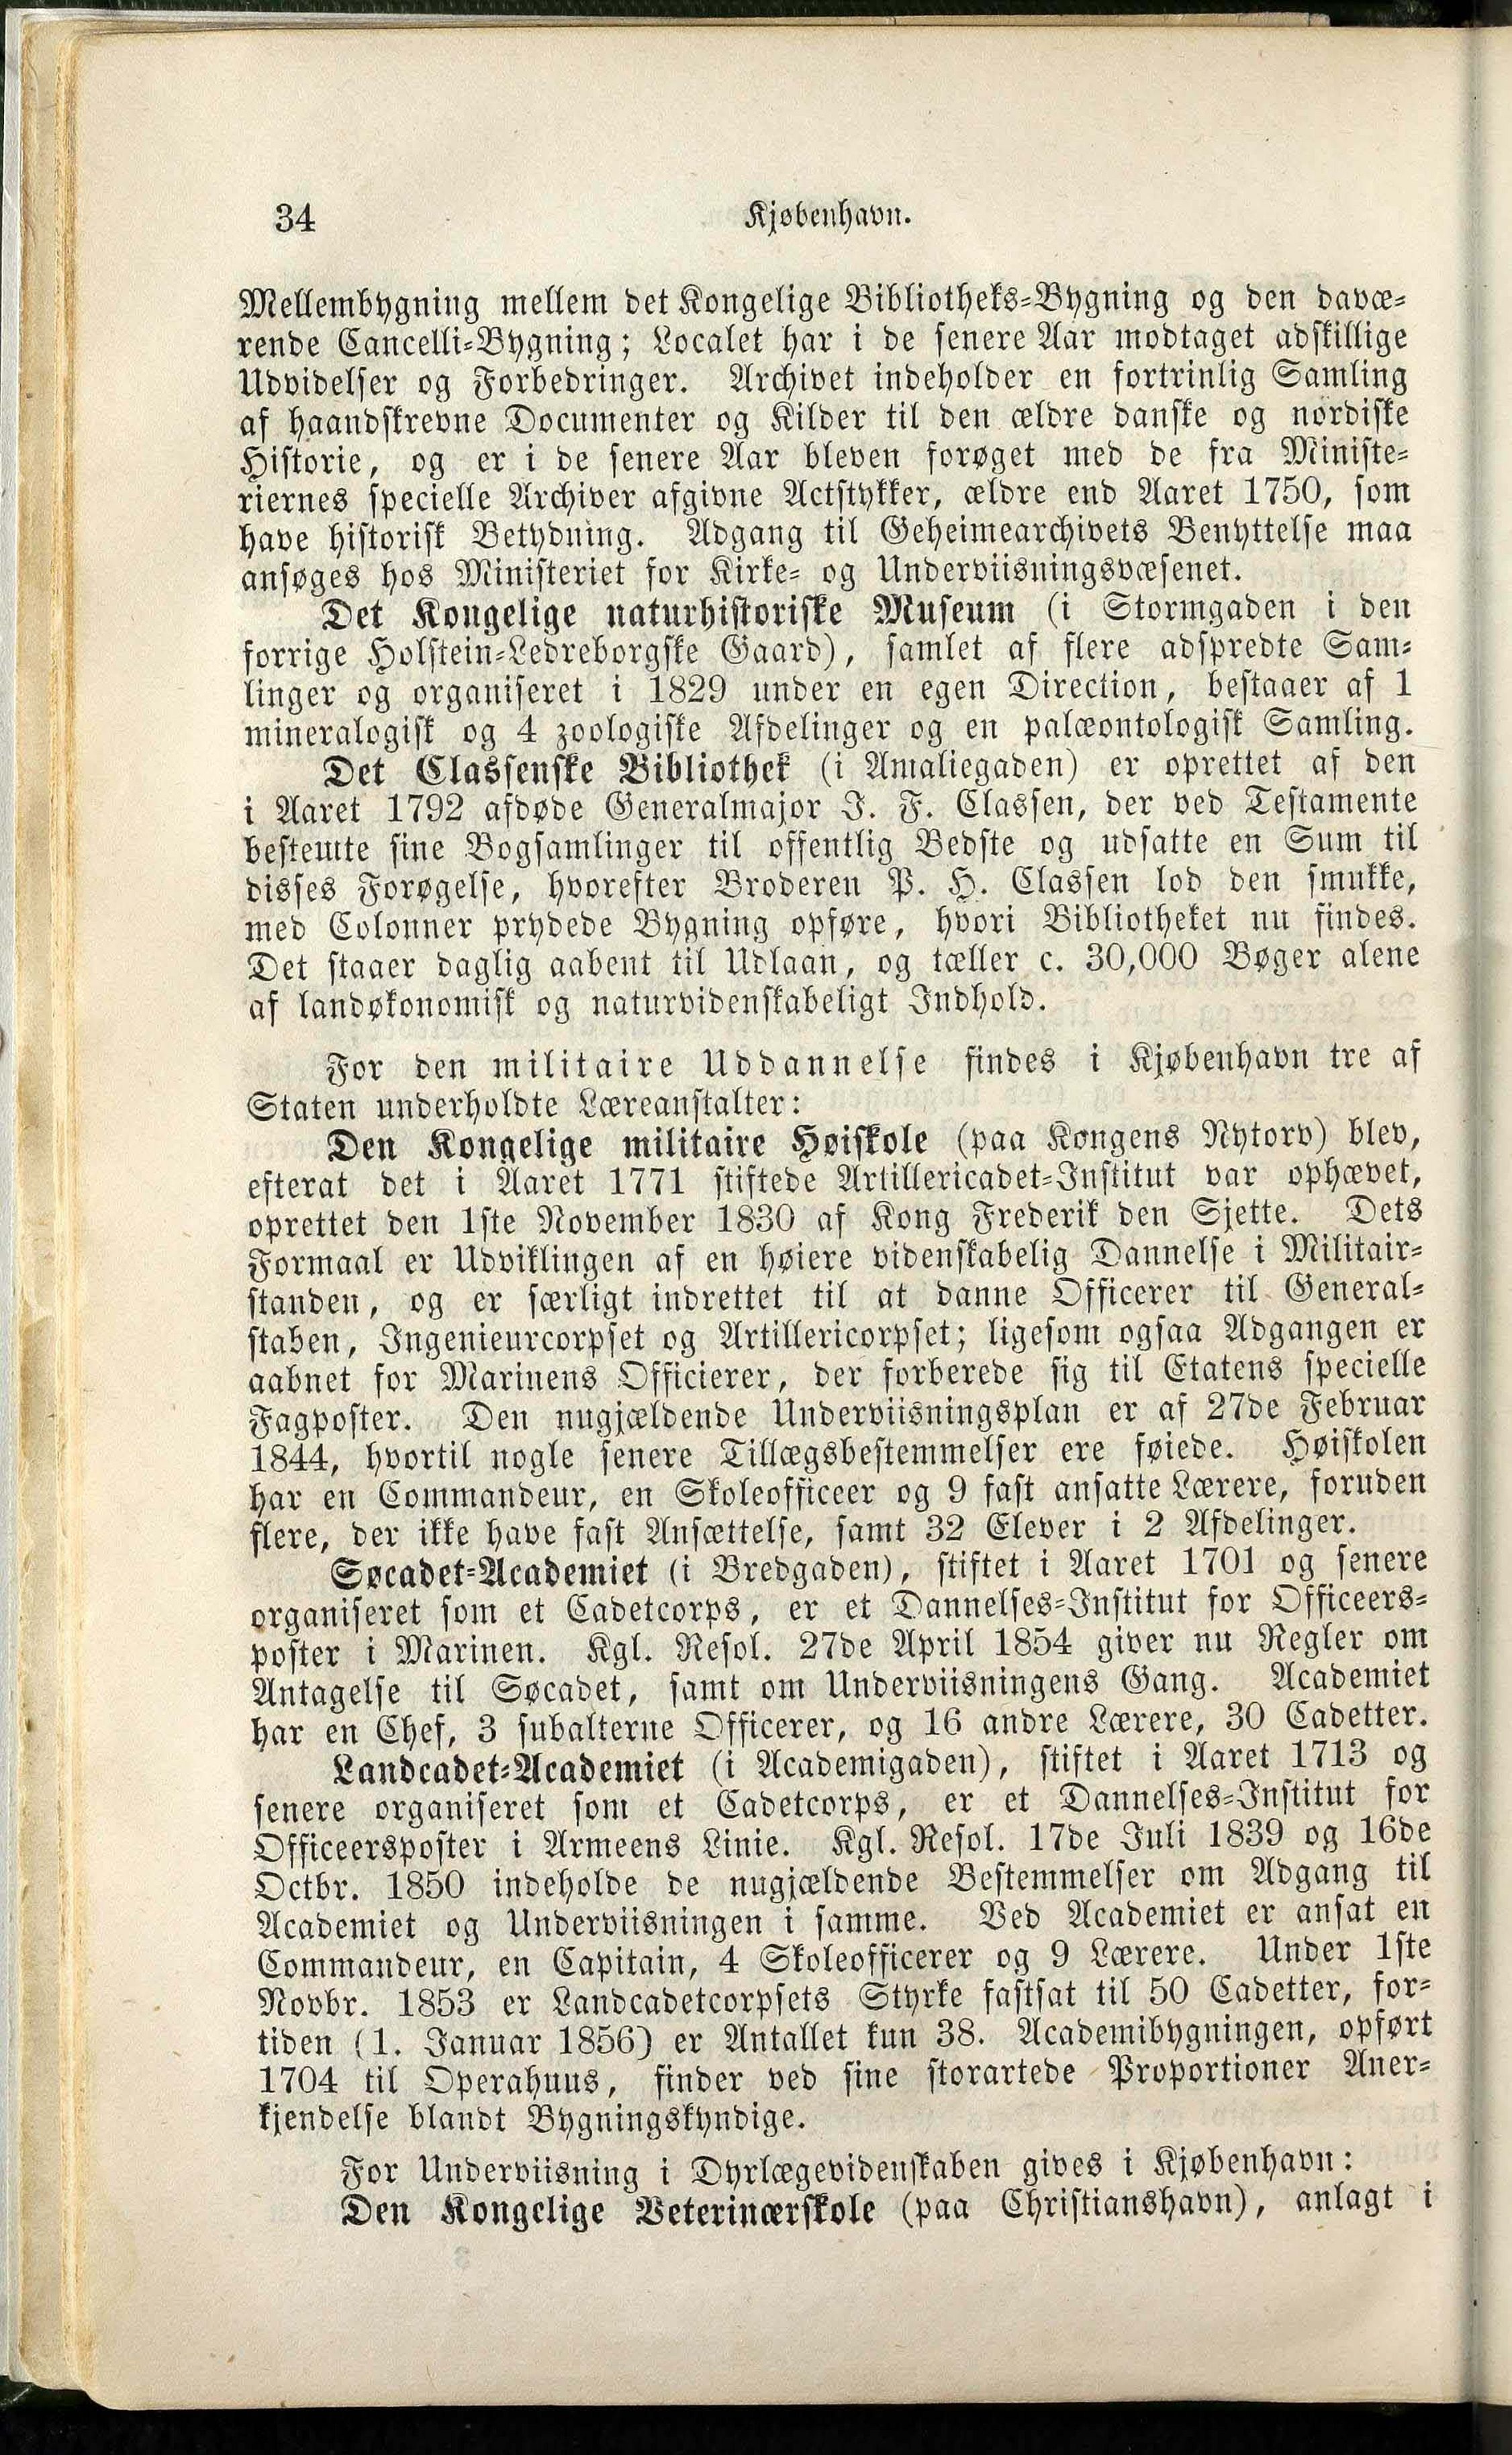 34 Kjøbenhavn.
Mellembygning mellem det Kongelige Bibliotheks-Bygning og den davæ-
rende Cancelli-Bygning; Localet har i de senere Aar modtaget adskillige
Udvidelser og Forbedringer. Archivet indeholder en fortrinlig Samling
af haandskrevne Documenter og Kilder til den ældre danske og nordiske
Historie, og er i de senere Aar bleven forøget med de fra Ministe-
riernes specielle Archiver afgivne Actstykker, ældre end Aaret 1750, som
have historisk Betydning. Adgang til Geheimearchivets Benyttelse maa
ansøges hos Ministeriet for Kirke- og Underviisningsvæsenet.
Det Kongelige naturhistoriske Museum (i Stormgaden i den
forrige Holstein-Ledreborgske Gaard), samlet af flere adspredte Sam-
linger og organiseret i 1829 under en egen Direction, bestaaer af 1
mineralogisk og 4 zoologiske Afdelinger og en palæontologisk Samling.
Det Classenske Bibliothek (i Amaliegaden) er oprettet af den
i Aaret 1792 afdøde Generalmajor J. F. Classen, der ved Testamente
bestemte sine Bogsamlinger til offentlig Bedste og udsatte en Sum til
disses Forøgelse, hvorefter Broderen P. H. Classen lod den smukke,
med Colonner prydede Bygning opføre, hvori Bibliotheket nu findes.
Det staaer daglig aabent til Udlaan, og tæller c. 30,000 Bøger alene
af landøkonomisk og naturvidenskabeligt Indhold.
For den militaire Uddannelse findes i Kjøbenhavn tre af
Staten underholdte Læreanstalter:
Den Kongelige militaire Høiskole (paa Kongens Nytorv) blev,
efterat det i Aaret 1771 stiftede Artillericadet-Institut var ophævet,
oprettet den 1ste November 1830 af Kong Frederik den Sjette. Dets
Formaal er Udviklingen af en høiere videnskabelig Dannelse i Militair-
standen, og er særligt indrettet til at danne Officerer til General-
staben, Ingenieurcorpset og Artillericorpset; ligesom ogsaa Adgangen er
aabnet for Marinens Officierer, der forberede sig til Etatens specielle
Fagposter. Den nugjældende Underviisningsplan er af 27de Februar
1844, hvortil nogle senere Tillægsbestemmelser ere føiede. Høiskolen
har en Commandeur, en Skoleofficeer og 9 fast ansatte Lærere, foruden
flere, der ikke have fast Ansættelse, samt 32 Elever i 2 Afdelinger.
Søcadet-Academiet (i Bredgaden), stiftet i Aaret 1701 og senere
organiseret som et Cadetcorps, er et Dannelses-Institut for Officeers-
poster i Marinen. Kgl. Resol. 27de April 1854 giver nu Regler om
Antagelse til Søcadet, samt om Underviisningens Gang. Academiet
har en Chef, 3 subalterne Officerer, og 16 andre Lærere, 30 Cadetter.
Landcadet-Academiet (i Academigaden), stiftet i Aaret 1713 og
senere organiseret som et Cadetcorps, er et Dannelses-Institut for
Officeersposter i Armeens Linie. Kgl. Resol. 17de Juli 1839 og 16de
Octbr. 1850 indeholde de nugjældende Bestemmelser om Adgang til
Academiet og Underviisningen i samme. Ved Academiet er ansat en
Commandeur, en Capitain, 4 Skoleofficerer og 9 Lærere. Under 1ste
Novbr. 1853 er Landcadetcorpsets Styrke fastsat til 50 Cadetter, for-
tiden (1. Januar 1856) er Antallet kun 38. Academibygningen, opført
1704 til Operahuus, finder ved sine storartede Proportioner Aner-
kjendelse blandt Bygningskyndige.
For Underviisning i Dyrlægevidenskaben gives i Kjøbenhavn:
Den Kongelige Veterinærskole (paa Christianshavn), anlagt i